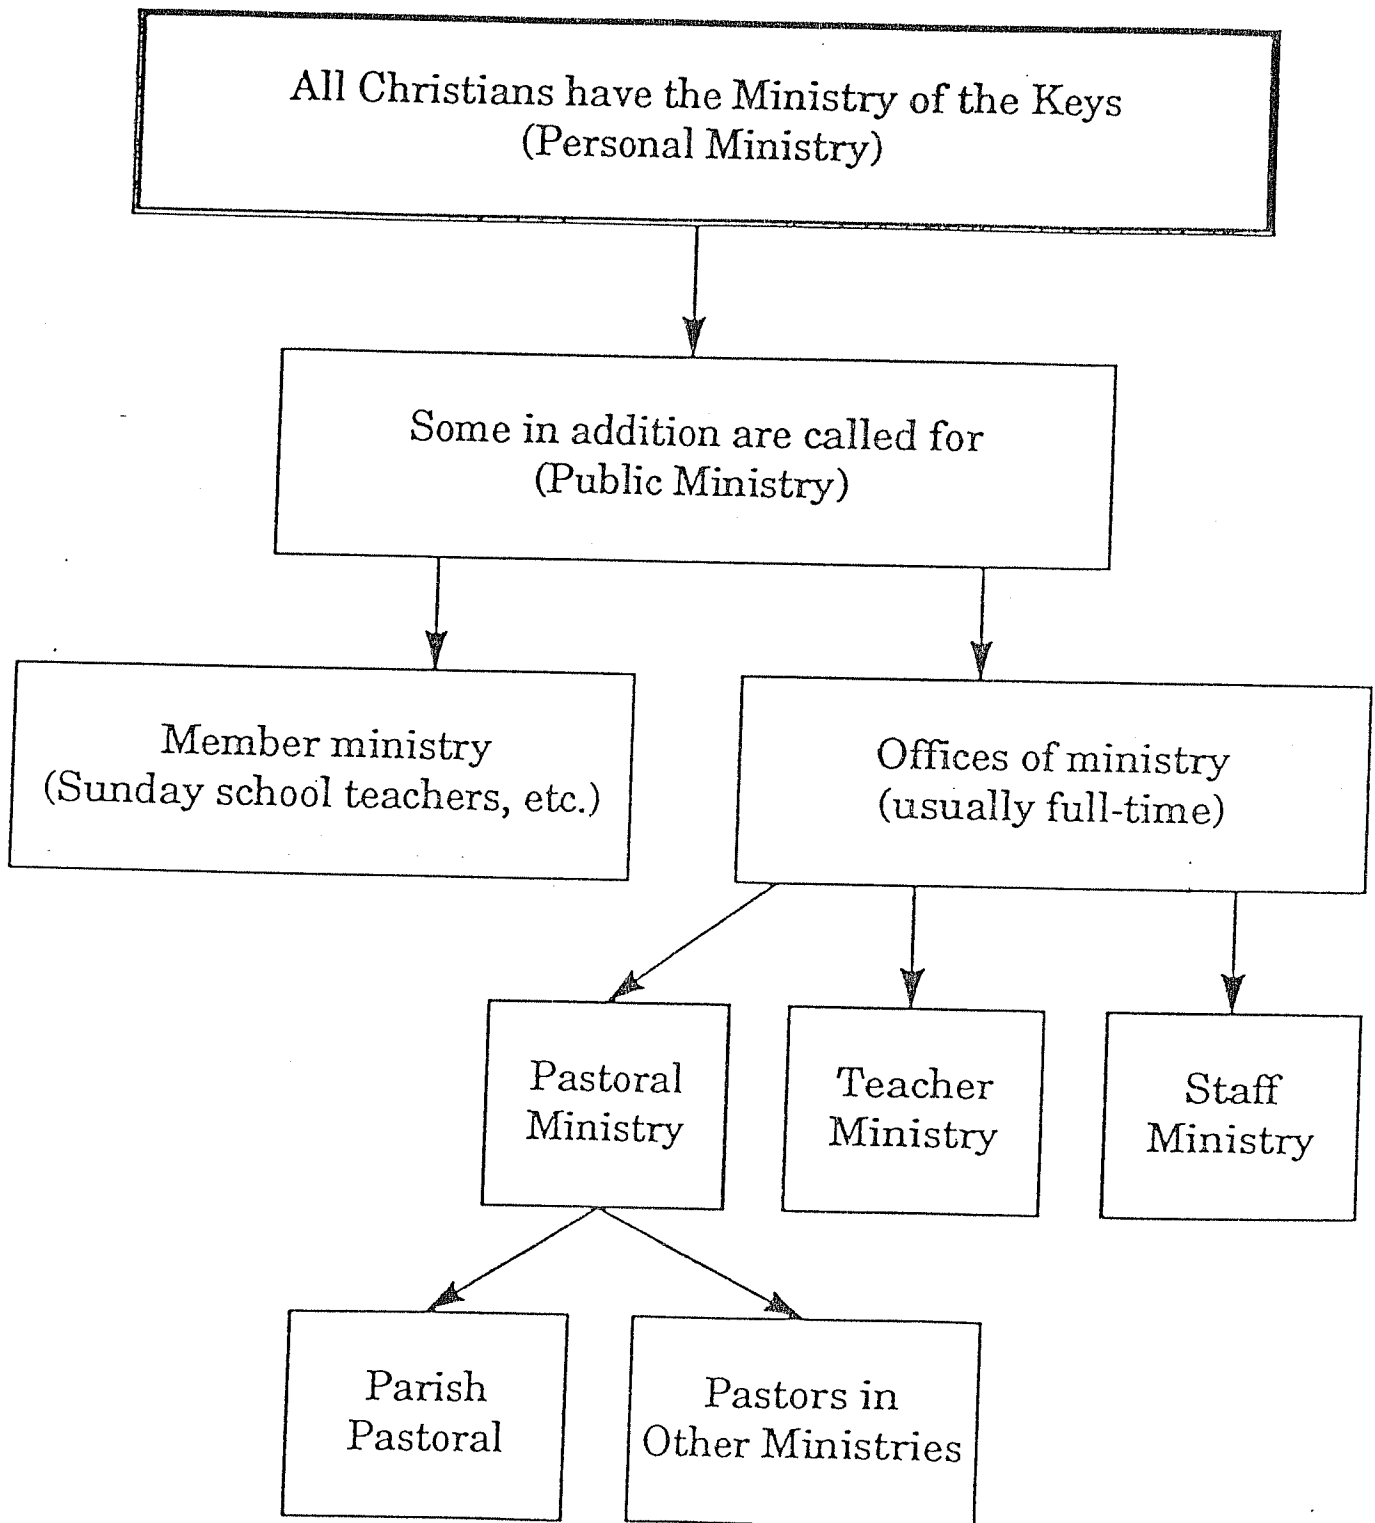 All Christians have the Ministry of the Keys
(Personal Ministry)
Some in addition are called for
(Public Ministry)
Member ministry
(Sunday school teachers, etc.)
Offices of ministry
(usually full-time)
Pastoral
Ministry
Teacher
Ministry
Staff
Ministry
Parish
Pastoral
Pastors in
Other Ministries